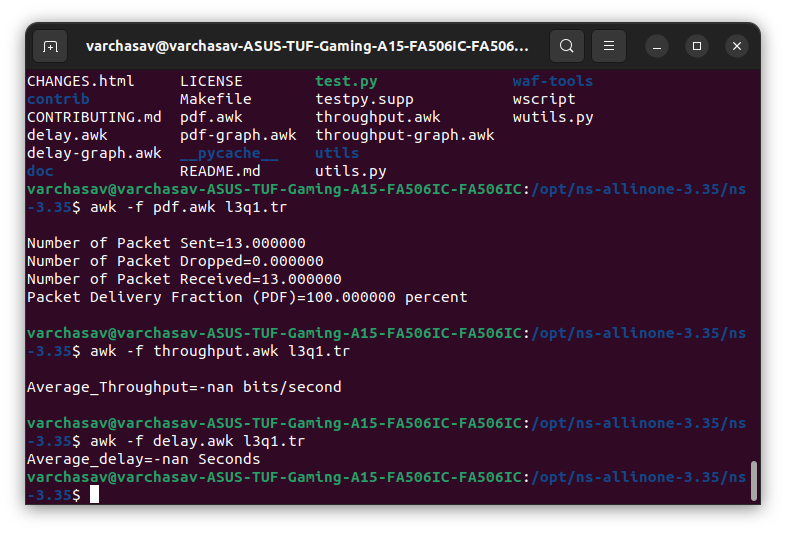 varchasav@varchasav-ASUS-TUF-Gaming-A15-FA506IC-FA506...
CHANGES.html LICENSE test.py waf-tools
contrib Makefile testpy.supp wscript
CONTRIBUTING.md pdf.awk throughput.awk wutils.py
delay.awk pdf-graph.awk throughput-graph.awk
delay-graph.awk __pycache__ utils
doc README.md utils.py
varchasav@varchasav-ASUS-TUF-Gaming-A15-FA506IC-FA506IC:/opt/ns-allinone-3.35/ns
-3.35$ awk -f pdf.awk l3q1.tr
Number of Packet Sent=13.000000
Number of Packet Dropped=0.000000
Number of Packet Received=13.000000
Packet Delivery Fraction (PDF)=100.000000 percent
varchasav@varchasav-ASUS-TUF-Gaming-A15-FA506IC-FA506IC:/opt/ns-allinone-3.35/ns
-3.35$ awk -f throughput.awk l3q1.tr
Average_Throughput=-nan bits/second
varchasav@varchasav-ASUS-TUF-Gaming-A15-FA506IC-FA506IC:/opt/ns-allinone-3.35/ns
-3.35$ awk -f delay.awk l3q1.tr
Average_delay=-nan Seconds
varchasav@varchasav-ASUS-TUF-Gaming-A15-FA506IC-FA506IC:/opt/ns-allinone-3.35/ns
-3.35$